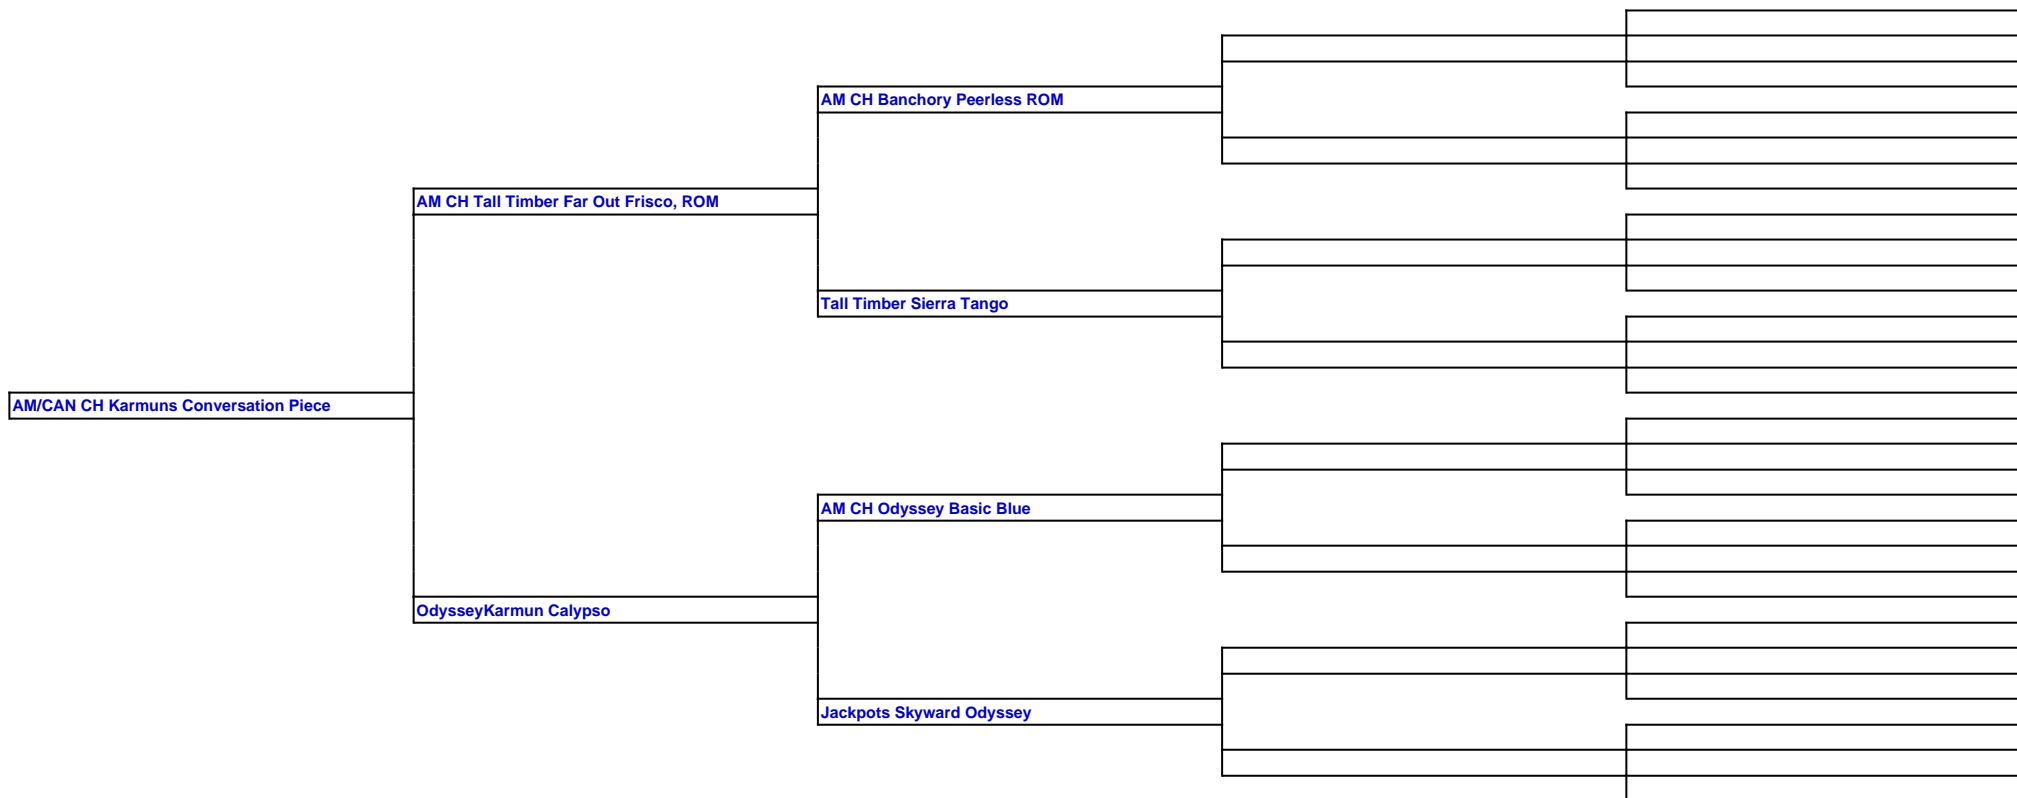 AM CH Banchory Peerless ROM
AM CH Tall Timber Far Out Frisco, ROM
Tall Timber Sierra Tango
AM/CAN CH Karmuns Conversation Piece
AM CH Odyssey Basic Blue
OdysseyKarmun Calypso
Jackpots Skyward Odyssey